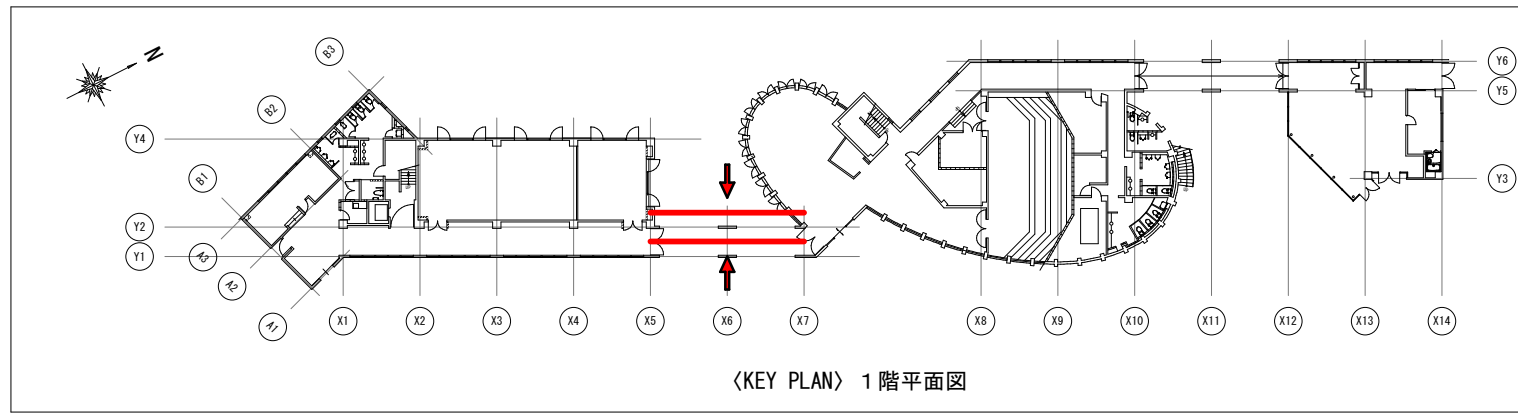 N
B3
B2
Y4
B1
Y2
Y1
A3
A2
A1
X1
X2
X3
X4
X5
X6
X7
X8
X9
X10
X11
X12
X13
X14
Y6
Y5
Y3
〈KEY PLAN〉 1階平面図